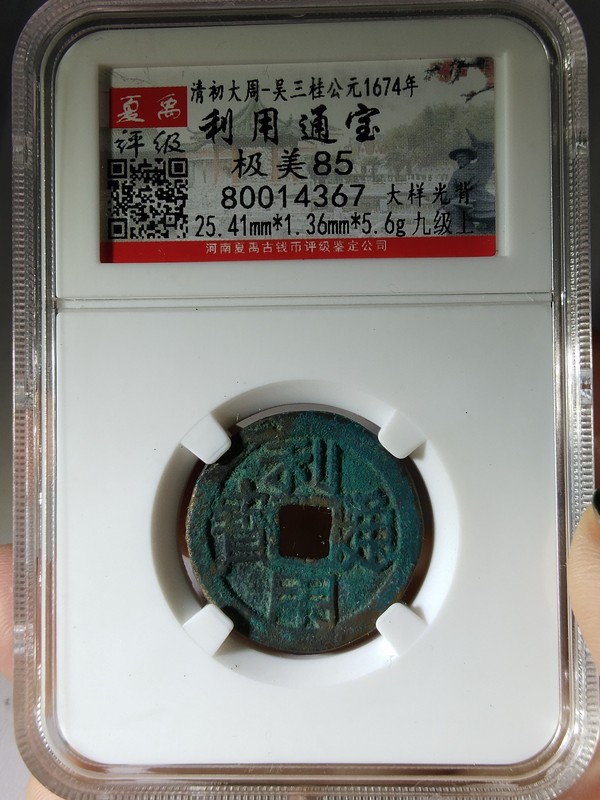 清初大周-吴三桂公元1674年
夏禹
评级
利用通宝
极美85
80014367 大样光背
25.41mm*1.36mm*5.6g九级上
河南夏禹古钱币评级鉴定公司
利用通寳